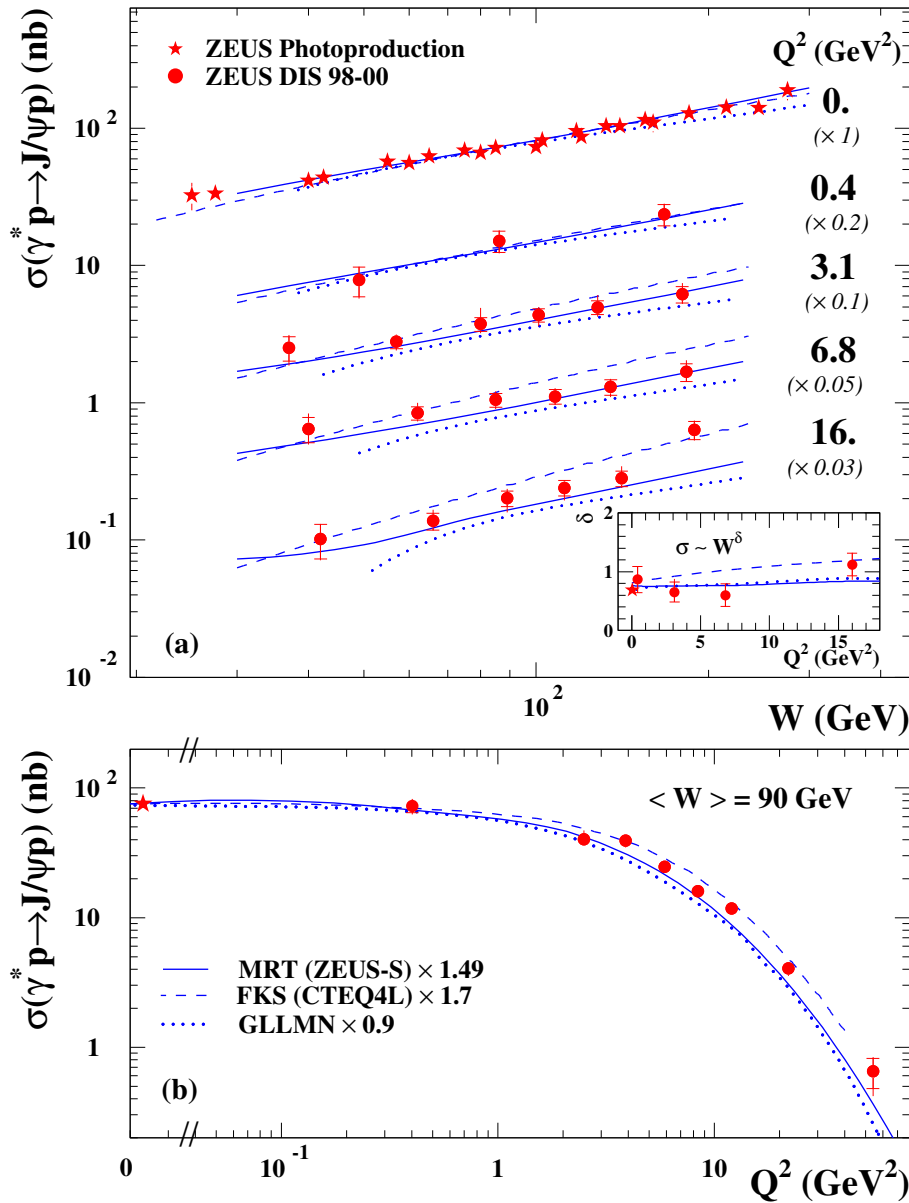 σ(γ* p→J/ψp) (nb)
★ ZEUS Photoproduction
● ZEUS DIS 98-00
Q² (GeV²)
0.
(× 1)
0.4
(× 0.2)
3.1
(× 0.1)
6.8
(× 0.05)
16.
(× 0.03)
10²
10
1
10⁻¹
10⁻²
(a)
δ
2
1
0
σ ~ W^δ
0 5 10 15
Q² (GeV²)
10²
W (GeV)
σ(γ* p→J/ψp) (nb)
10²
10
1
< W > = 90 GeV
MRT (ZEUS-S) × 1.49
FKS (CTEQ4L) × 1.7
GLLMN × 0.9
(b)
0 10⁻¹ 1 10 10²
Q² (GeV²)